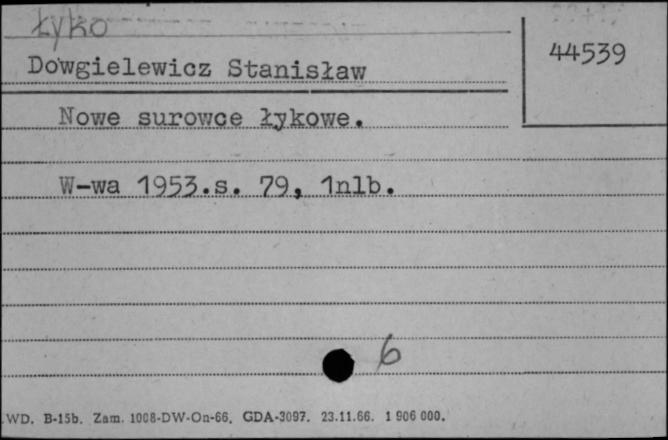 Łyko
44539
Dowgielewicz Stanisław
Nowe surowce łykowe.
W-wa 1953.s. 79, 1nlb.
6
WD. B-15b. Zam. 1008-DW-On-66. GDA-3097. 23.11.66. 1 906 000.